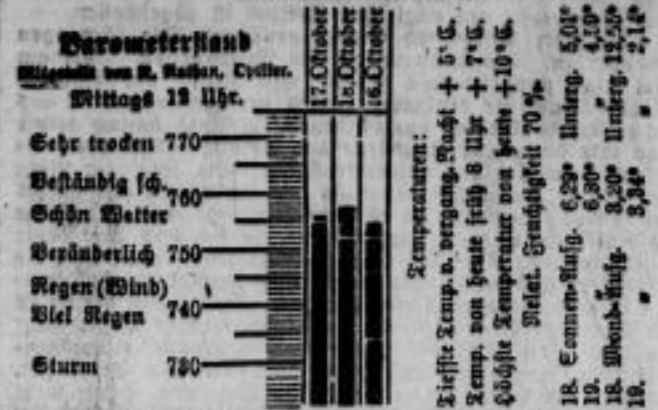 Barometerstand
Mitgeteilt von R. Nathan, Optiker.
Mittags 12 Uhr.
17. Oktober
18. Oktober
16. Oktober
Sehr trocken 770
Beständig sch.
760
Schön Wetter
Veränderlich 750
Regen (Wind)
740
Viel Regen
Sturm 730
Temperaturen:
Tiefste Temp. v. vergang. Nacht + 5° C.
Temp. von heute früh 8 Uhr + 7° C.
Höchste Temperatur von heute + 10° C.
Relat. Feuchtigkeit 70 %.
18. Sonnen-Aufg. 6,29* Unterg. 5,01*
19. " 6,30* " 4,59*
18. Mond-Aufg. 3,20* Unterg. 12,55*
19. " 3,34* " 2,14*